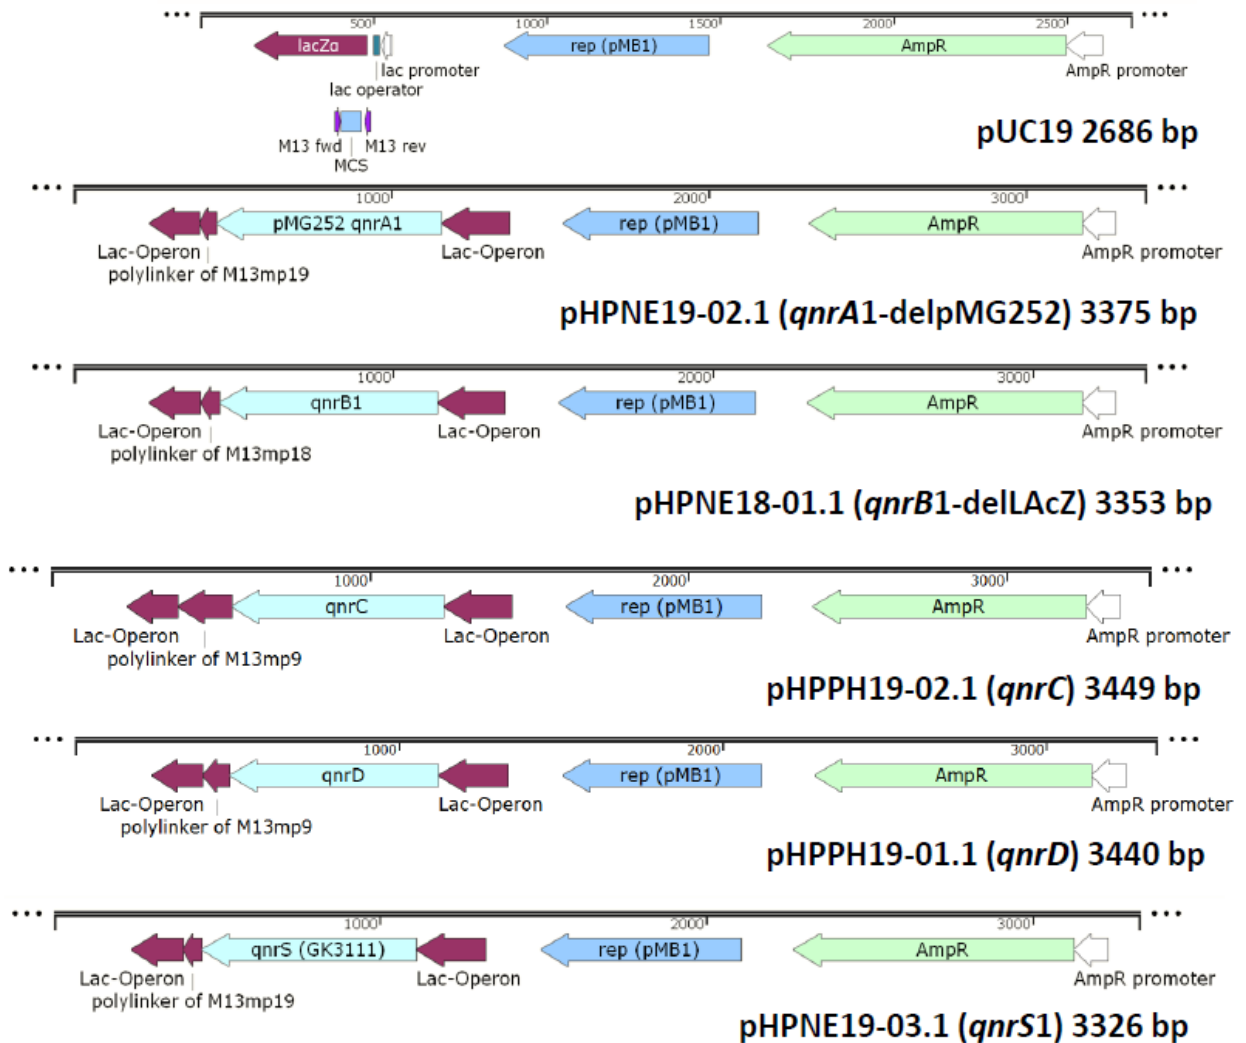 ... 500 1000 1500 2000 2500 ...
lacZα rep (pMB1) AmpR
lac promoter AmpR promoter
lac operator
M13 fwd M13 rev
MCS
pUC19 2686 bp
... 1000 2000 3000 ...
pMG252 qnrA1 rep (pMB1) AmpR
Lac-Operon Lac-Operon AmpR promoter
polylinker of M13mp19
pHPNE19-02.1 (qnrA1-delpMG252) 3375 bp
... 1000 2000 3000 ...
qnrB1 rep (pMB1) AmpR
Lac-Operon Lac-Operon AmpR promoter
polylinker of M13mp18
pHPNE18-01.1 (qnrB1-delLAcZ) 3353 bp
... 1000 2000 3000 ...
qnrC rep (pMB1) AmpR
Lac-Operon Lac-Operon AmpR promoter
polylinker of M13mp9
pHPPH19-02.1 (qnrC) 3449 bp
... 1000 2000 3000 ...
qnrD rep (pMB1) AmpR
Lac-Operon Lac-Operon AmpR promoter
polylinker of M13mp9
pHPPH19-01.1 (qnrD) 3440 bp
... 1000 2000 3000 ...
qnrS (GK3111) rep (pMB1) AmpR
Lac-Operon Lac-Operon AmpR promoter
polylinker of M13mp19
pHPNE19-03.1 (qnrS1) 3326 bp